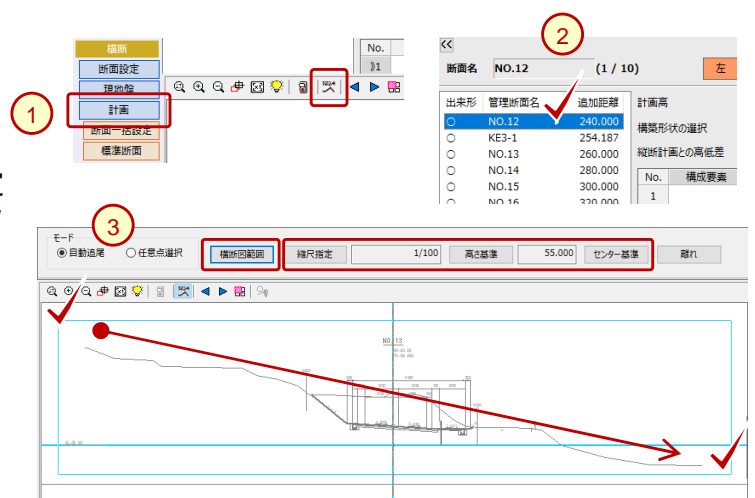 横断
断面設定
現地盤
計画
断面一括設定
標準断面
1
No.
1
2
断面名 NO.12 (1 / 10) 左
出来形 管理断面名 追加距離
○ NO.12 240.000
○ KE3-1 254.187
○ NO.13 260.000
○ NO.14 280.000
○ NO.15 300.000
○ NO.16 320.000
計画高
構築形状の選択
縦断計画との高低差
No. 構成要素
1
3
モード
自動追尾 任意点選択 横断図範囲 縮尺指定 1/100 高さ基準 55.000 センター基準 離れ
NO.13